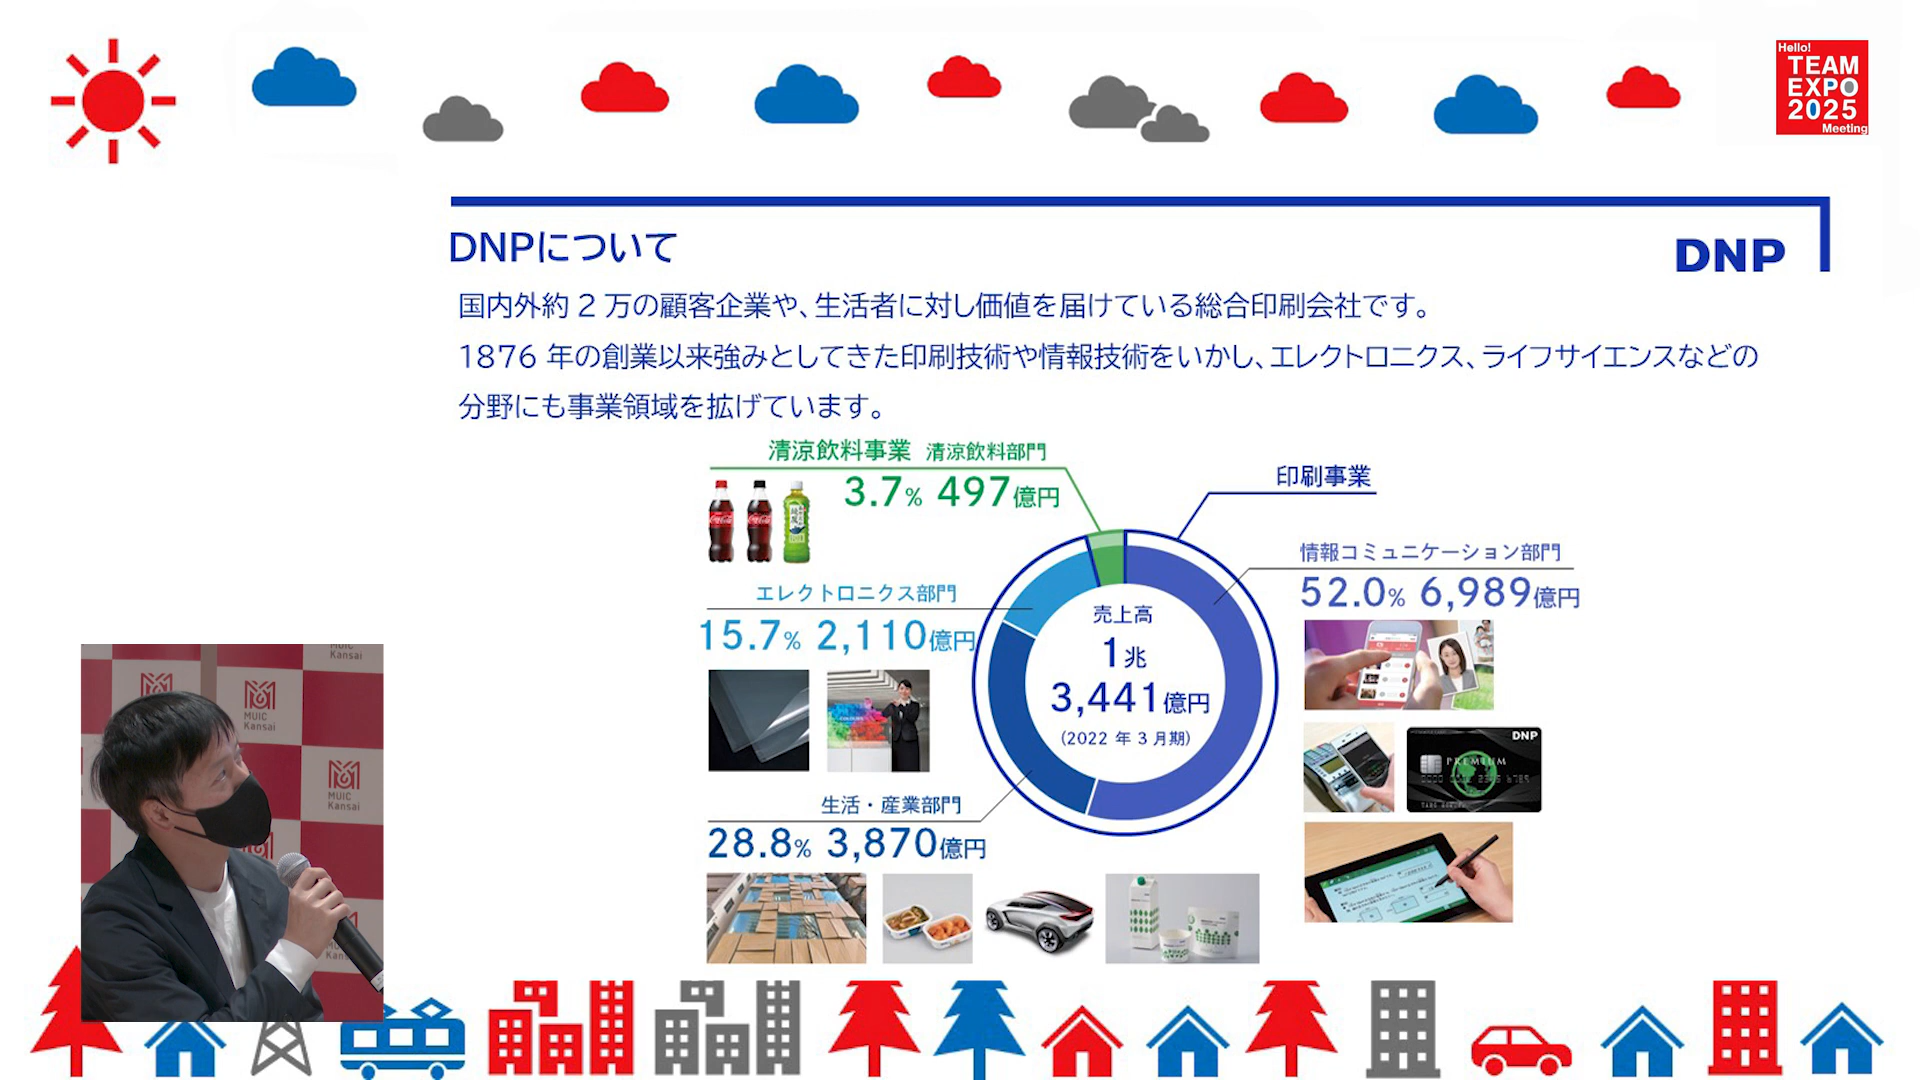 Hello!
TEAM
EXPO
2025
Meeting
DNPについて
DNP
国内外約 2 万の顧客企業や、生活者に対し価値を届けている総合印刷会社です。
1876 年の創業以来強みとしてきた印刷技術や情報技術をいかし、エレクトロニクス、ライフサイエンスなどの
分野にも事業領域を拡げています。
清涼飲料事業 清涼飲料部門
3.7% 497億円
印刷事業
情報コミュニケーション部門
52.0% 6,989億円
エレクトロニクス部門
15.7% 2,110億円
売上高
1兆
3,441億円
(2022 年 3 月期)
生活・産業部門
28.8% 3,870億円
DNP
PREMIUM
MUIC
Kansai
MUIC
Kansai
MUIC
Kansai